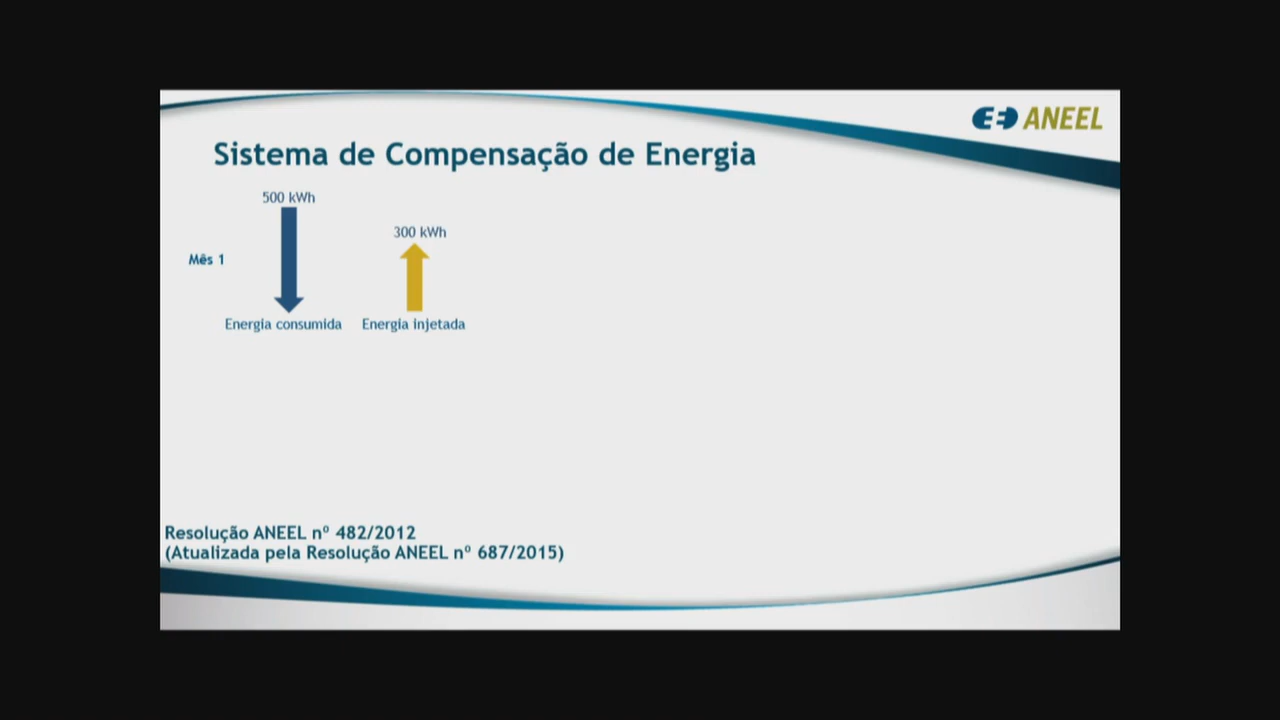 ANEEL
Sistema de Compensação de Energia
500 kWh
300 kWh
Mês 1
Energia consumida
Energia injetada
Resolução ANEEL nº 482/2012
(Atualizada pela Resolução ANEEL nº 687/2015)